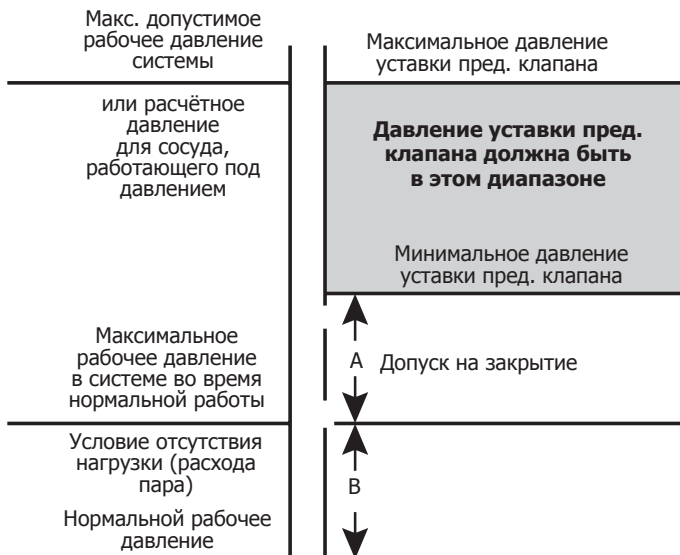 Макс. допустимое
рабочее давление
системы
Максимальное давление
уставки пред. клапана
или расчётное
давление
для сосуда,
работающего под
давлением
Давление уставки пред.
клапана должна быть
в этом диапазоне
Минимальное давление
уставки пред. клапана
Максимальное
рабочее давление
в системе во время
нормальной работы
A
Допуск на закрытие
Условие отсутствия
нагрузки (расхода
пара)
B
Нормальной рабочее
давление